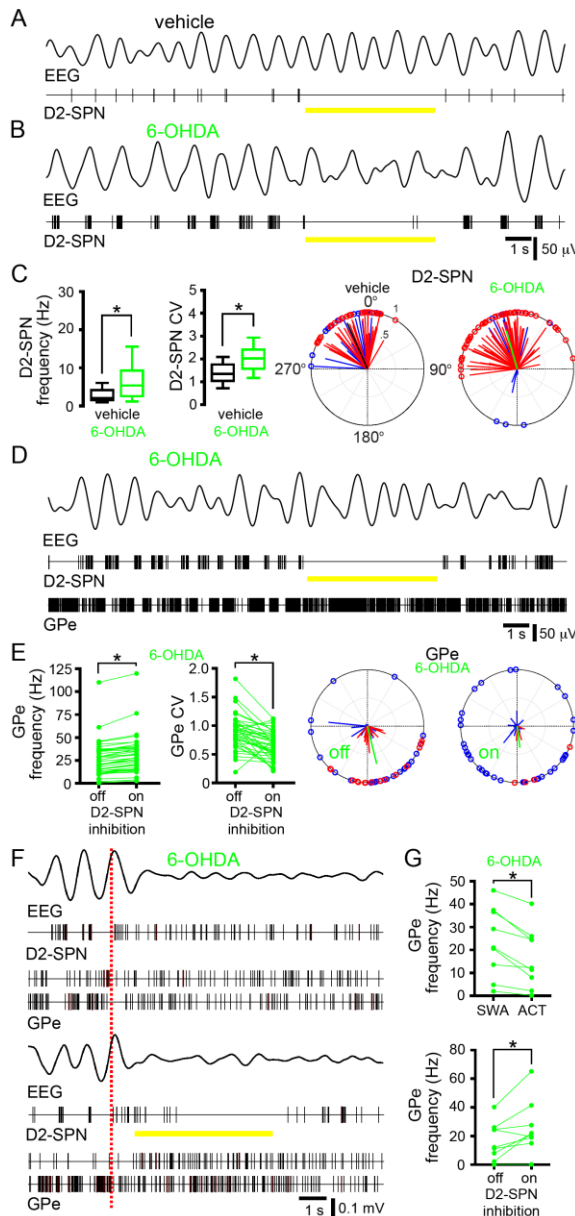 A
vehicle
EEG
D2-SPN
B
6-OHDA
EEG
D2-SPN
1 s
50 μV
C
D2-SPN
frequency (Hz)
30
20
10
0
*
vehicle
6-OHDA
D2-SPN CV
5
4
3
2
1
0
*
vehicle
6-OHDA
D2-SPN
vehicle
0°
1
.5
270°
90°
180°
6-OHDA
D
6-OHDA
EEG
D2-SPN
GPe
1 s
50 μV
E
6-OHDA
GPe
frequency (Hz)
125
100
75
50
25
0
*
off on
D2-SPN
inhibition
GPe CV
2.0
1.5
1.0
0.5
0
*
off on
D2-SPN
inhibition
GPe
6-OHDA
off
on
F
6-OHDA
EEG
D2-SPN
GPe
EEG
D2-SPN
GPe
1 s
0.1 mV
G
6-OHDA
GPe
frequency (Hz)
50
40
30
20
10
0
*
SWA ACT
GPe
frequency (Hz)
80
60
40
20
0
*
off on
D2-SPN
inhibition